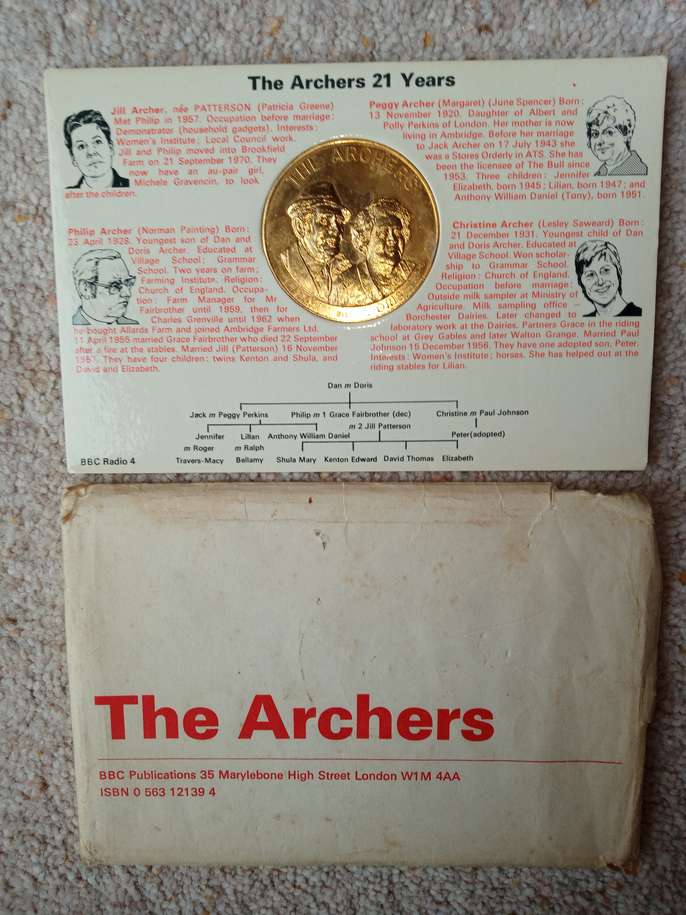 The Archers 21 Years
Jill Archer, née PATTERSON (Patricia Greene)
Met Philip in 1957. Occupation before marriage:
Demonstrator (household gadgets). Interests:
Women's Institute; Local Council work.
Jill and Philip moved into Brookfield
Farm on 21 September 1970. They
now have an au-pair girl,
Michele Gravencin, to look
after the children.
Peggy Archer (Margaret) (June Spencer) Born:
13 November 1920. Daughter of Albert and
Polly Perkins of London. Her mother is now
living in Ambridge. Before her marriage
to Jack Archer on 17 July 1943 she
was a Stores Orderly in ATS. She has
been the licensee of The Bull since
1953. Three children: Jennifer
Elizabeth, born 1945; Lilian, born 1947; and
Anthony William Daniel (Tony), born 1951.
THE ARCHERS
Philip Archer (Norman Painting) Born:
23 April 1928. Youngest son of Dan and
Doris Archer. Educated at
Village School; Grammar
School. Two years on farm;
Farming Institute. Religion:
Church of England. Occupa-
tion: Farm Manager for Mr
Fairbrother until 1959, then for
Charles Grenville until 1962 when
he bought Allards Farm and joined Ambridge Farmers Ltd.
11 April 1955 married Grace Fairbrother who died 22 September
after a fire at the stables. Married Jill (Patterson) 16 November
1957. They have four children: twins Kenton and Shula, and
David and Elizabeth.
Christine Archer (Lesley Saweard) Born:
21 December 1931. Youngest child of Dan
and Doris Archer. Educated at
Village School. Won scholar-
ship to Grammar School.
Religion: Church of England.
Occupation before marriage:
Outside milk sampler at Ministry of
Agriculture. Milk sampling office –
Borchester Dairies. Later changed to
laboratory work at the Dairies. Partners Grace in the riding
school at Grey Gables and later Walton Grange. Married Paul
Johnson 15 December 1956. They have one adopted son, Peter.
Interests: Women's Institute; horses. She has helped out at the
riding stables for Lilian.
Dan m Doris
Jack m Peggy Perkins Philip m 1 Grace Fairbrother (dec) Christine m Paul Johnson
m 2 Jill Patterson
Jennifer Lilian Anthony William Daniel Peter(adopted)
m Roger m Ralph
Travers-Macy Bellamy Shula Mary Kenton Edward David Thomas Elizabeth
BBC Radio 4
The Archers
BBC Publications 35 Marylebone High Street London W1M 4AA
ISBN 0 563 12139 4